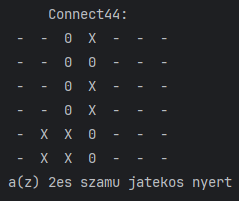 Connect44:
- - 0 X - - -
- - 0 0 - - -
- - 0 X - - -
- - 0 X - - -
- X X 0 - - -
- X X 0 - - -
a(z) 2es szamu jatekos nyert